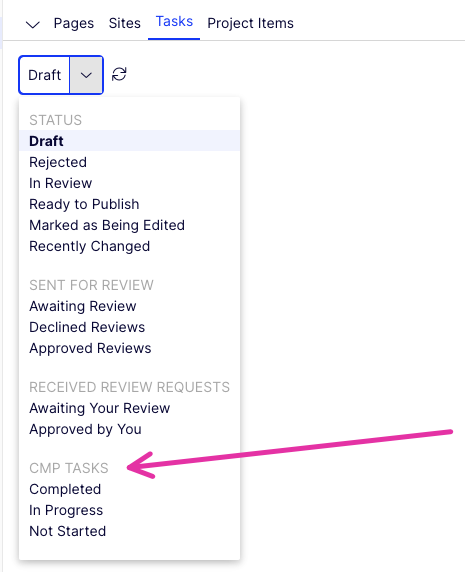 Pages Sites Tasks Project Items
Draft
STATUS
Draft
Rejected
In Review
Ready to Publish
Marked as Being Edited
Recently Changed
SENT FOR REVIEW
Awaiting Review
Declined Reviews
Approved Reviews
RECEIVED REVIEW REQUESTS
Awaiting Your Review
Approved by You
CMP TASKS
Completed
In Progress
Not Started